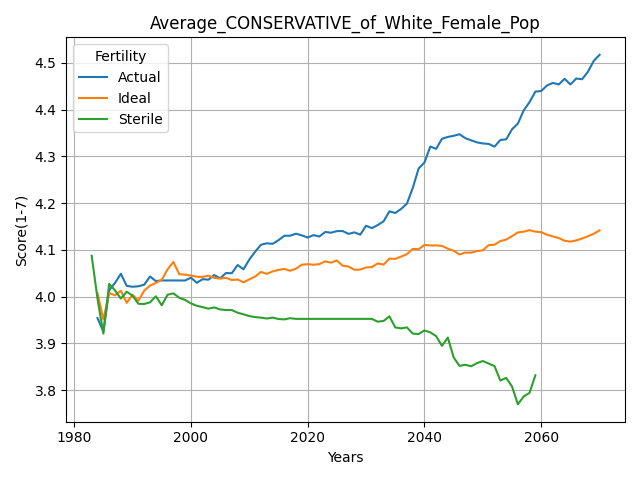 Average_CONSERVATIVE_of_White_Female_Pop
Fertility
Actual
Ideal
Sterile
Score(1-7)
4.5
4.4
4.3
4.2
4.1
4.0
3.9
3.8
1980 2000 2020 2040 2060
Years